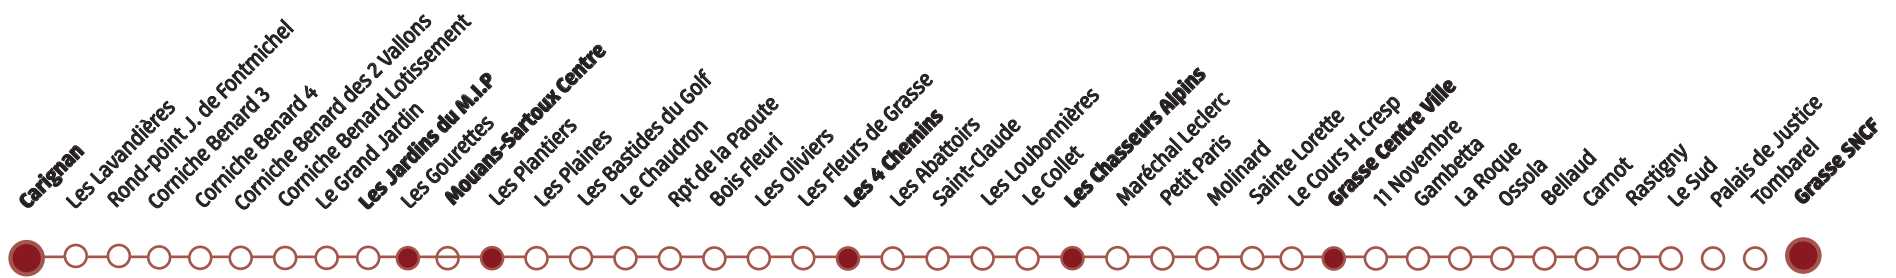 Carignan
Les Lavandières
Rond-point J. de Fontmichel
Corniche Benard 3
Corniche Benard 4
Corniche Benard des 2 Vallons
Corniche Benard Lotissement
Le Grand Jardin
Les Jardins du M.I.P
Les Gourettes
Mouans-Sartoux Centre
Les Plantiers
Les Plaines
Les Bastides du Golf
Le Chaudron
Rpt de la Paoute
Bois Fleuri
Les Oliviers
Les Fleurs de Grasse
Les 4 Chemins
Les Abattoirs
Saint-Claude
Les Loubonnières
Le Collet
Les Chasseurs Alpins
Maréchal Leclerc
Petit Paris
Molinard
Sainte Lorette
Le Cours H.Cresp
Grasse Centre Ville
11 Novembre
Gambetta
La Roque
Ossola
Bellaud
Carnot
Rastigny
Le Sud
Palais de Justice
Tombarel
Grasse SNCF